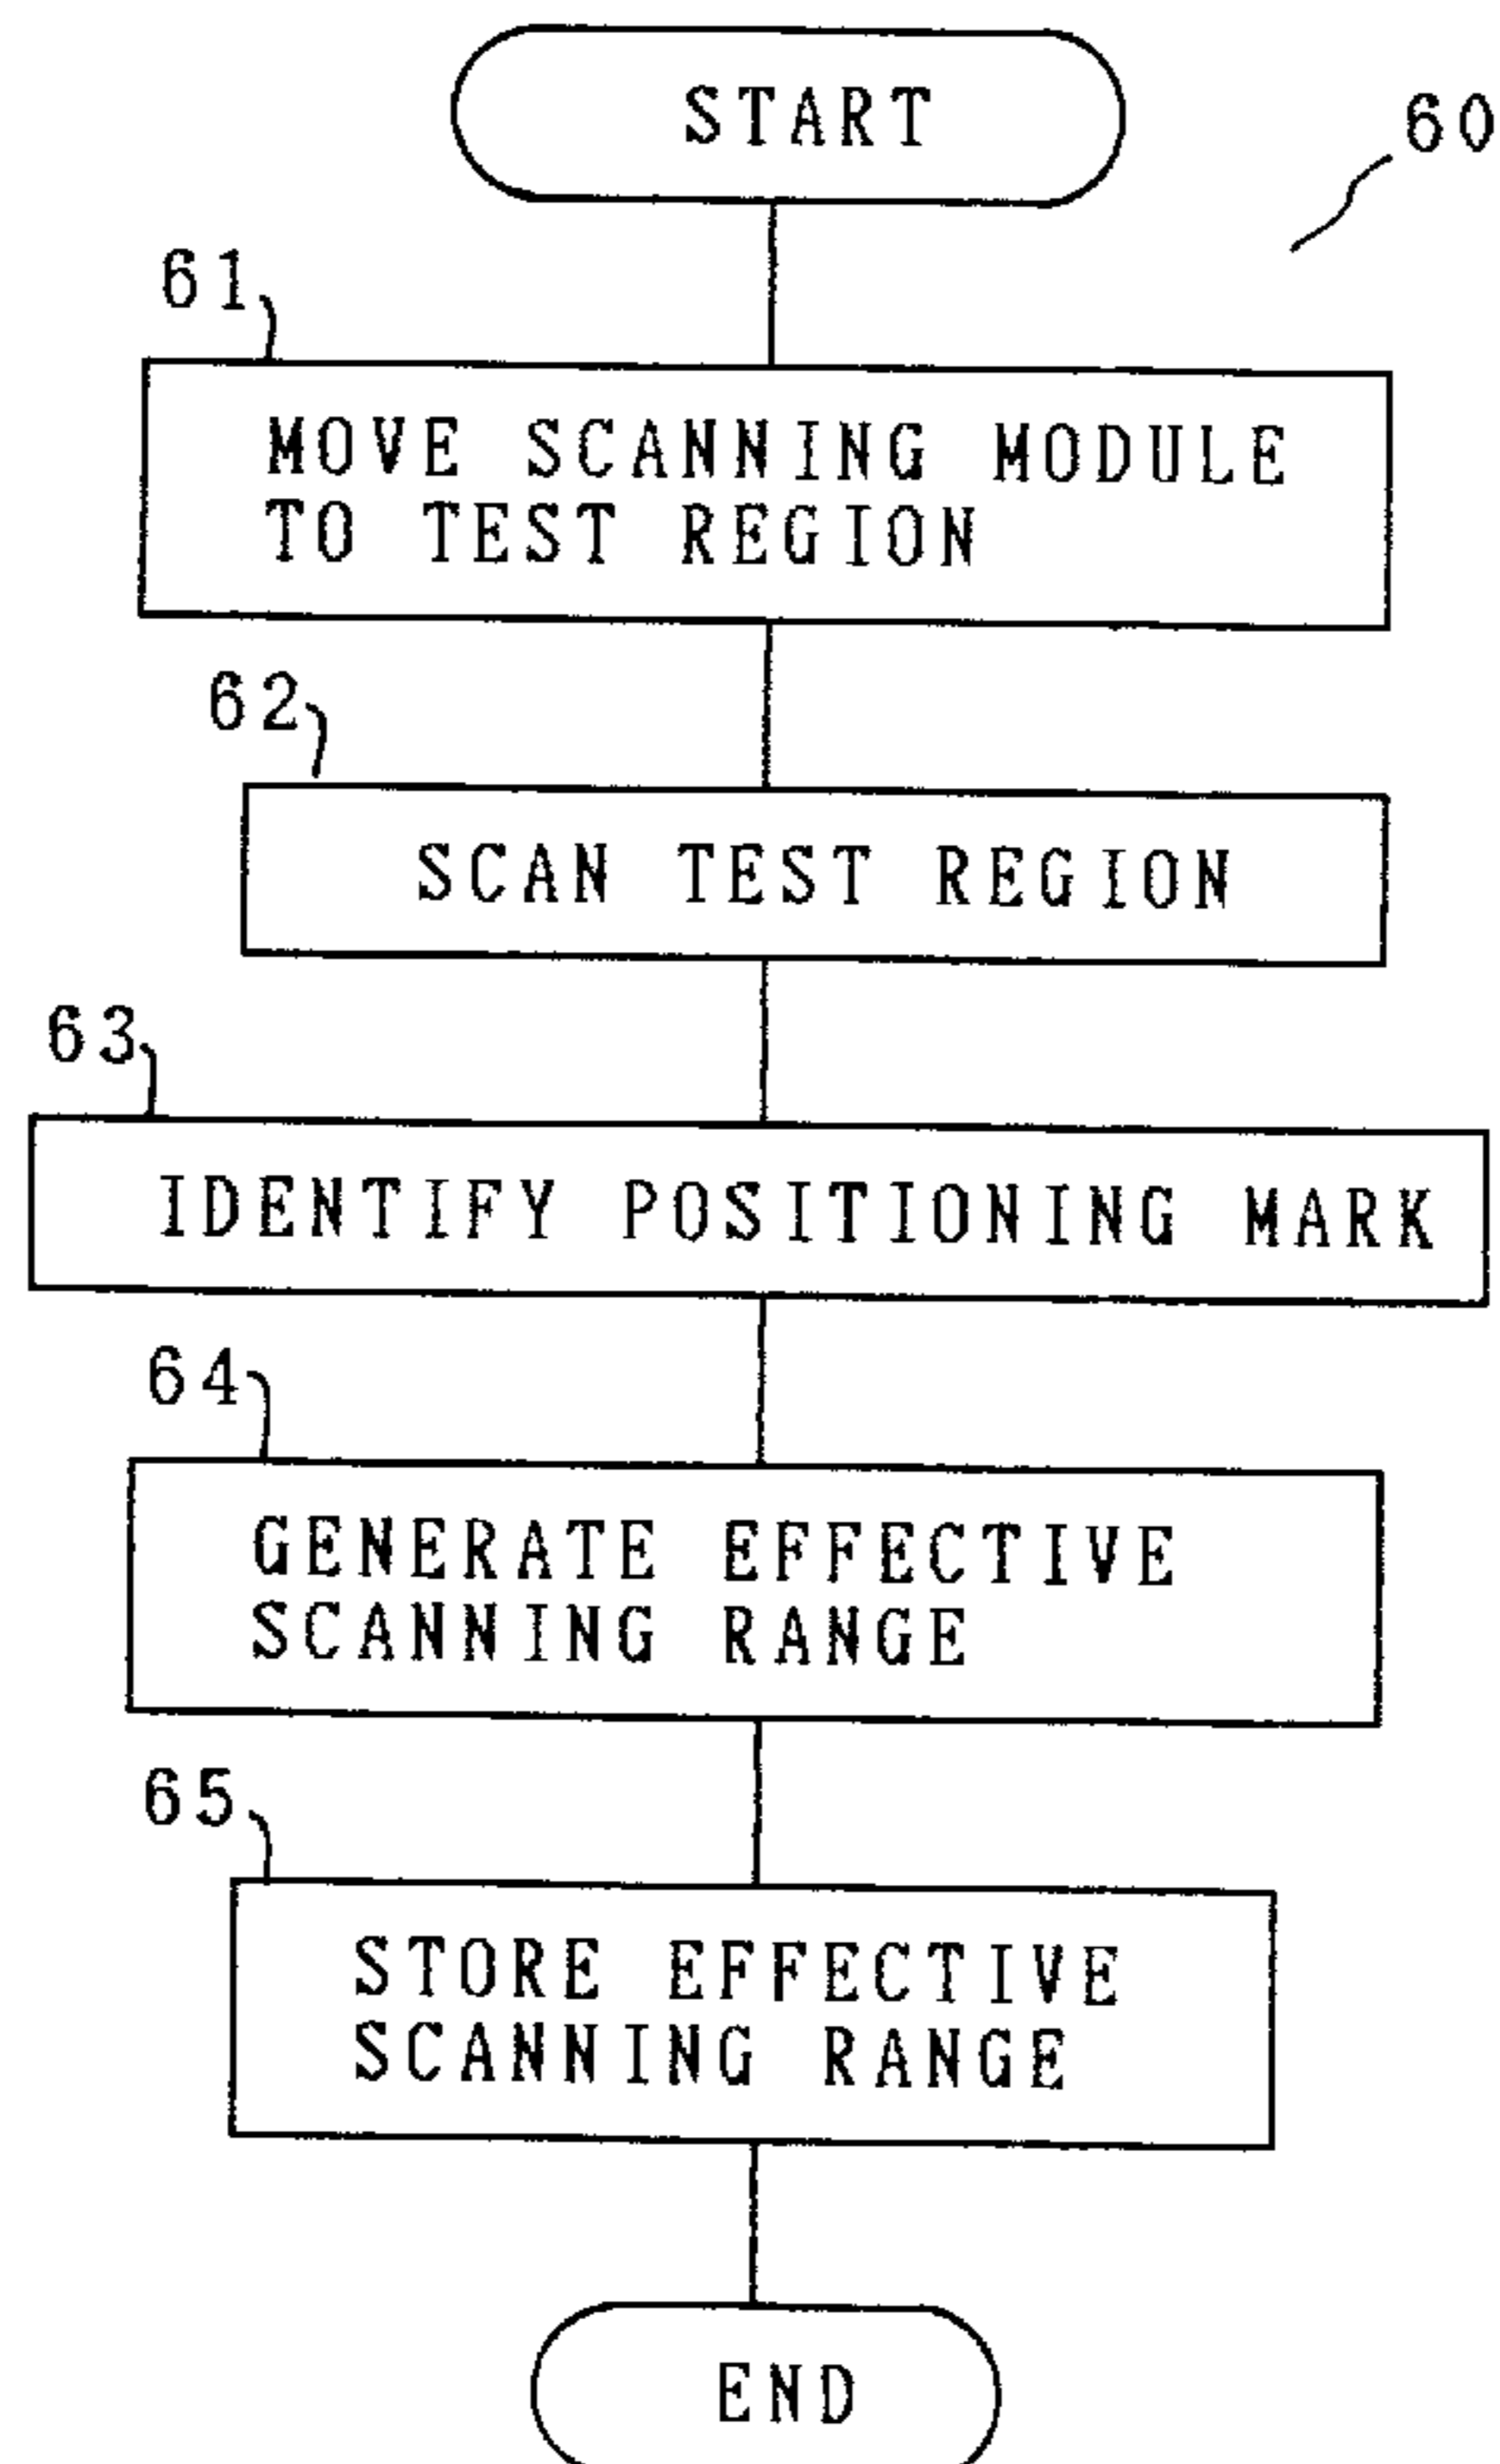 START
60
61
MOVE SCANNING MODULE
TO TEST REGION
62
SCAN TEST REGION
63
IDENTIFY POSITIONING MARK
64
GENERATE EFFECTIVE
SCANNING RANGE
65
STORE EFFECTIVE
SCANNING RANGE
END